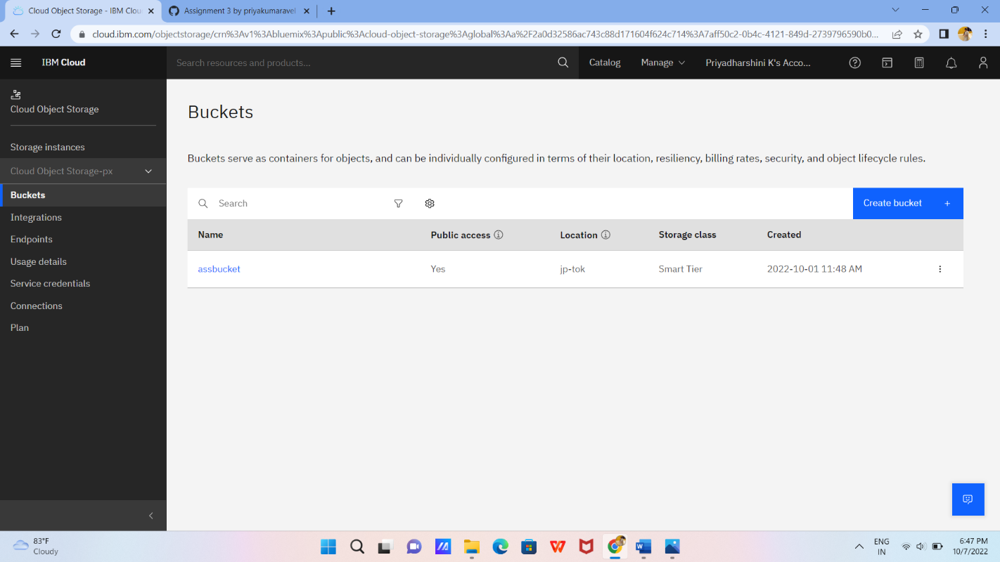 Cloud Object Storage - IBM Clou
Assignment 3 by priyakumaravel
cloud.ibm.com/objectstorage/crn%3Av1%3Abluemix%3Apublic%3Acloud-object-storage%3Aglobal%3Aa%2F2a0d32586ac743c88d171604f624c714%3A7aff50c2-0b4c-4121-849d-2739796590b0...
IBM Cloud
Search resources and products...
Catalog
Manage
Priyadharshini K's Acco...
Cloud Object Storage
Storage instances
Cloud Object Storage-px
Buckets
Integrations
Endpoints
Usage details
Service credentials
Connections
Plan
Buckets
Buckets serve as containers for objects, and can be individually configured in terms of their location, resiliency, billing rates, security, and object lifecycle rules.
Search
Create bucket +
Name Public access Location Storage class Created
assbucket Yes jp-tok Smart Tier 2022-10-01 11:48 AM
83°F
Cloudy
ENG
IN
6:47 PM
10/7/2022